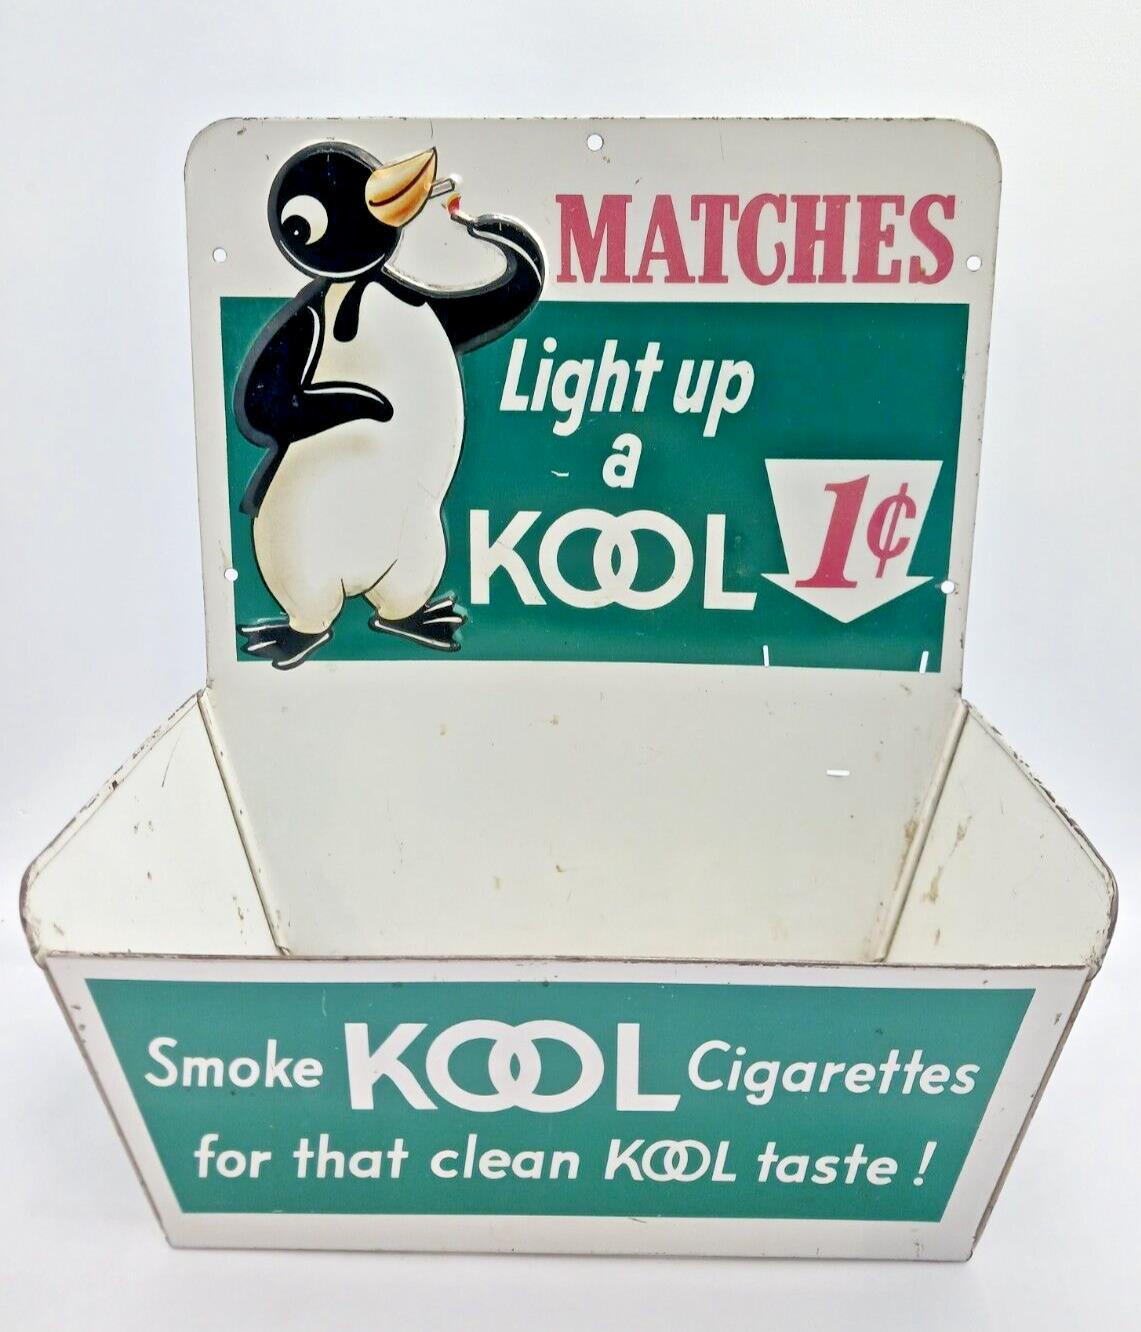 MATCHES
Light up
a
KOOL
1¢
Smoke KOOL Cigarettes
for that clean KOOL taste!